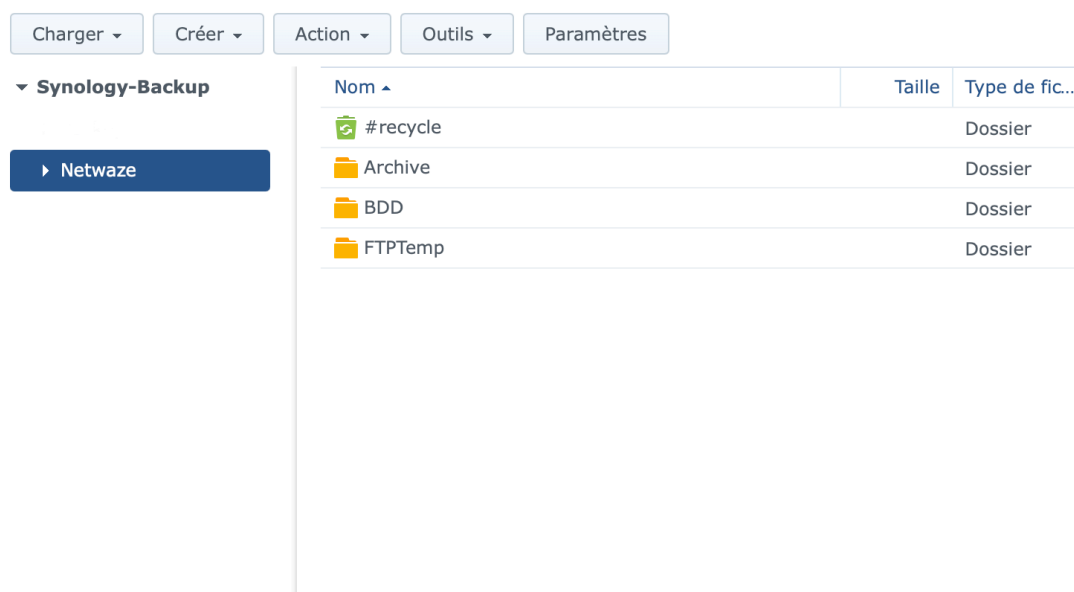 Charger Créer Action Outils Paramètres
Synology-Backup
Netwaze
Nom Taille Type de fic...
#recycle Dossier
Archive Dossier
BDD Dossier
FTPTemp Dossier